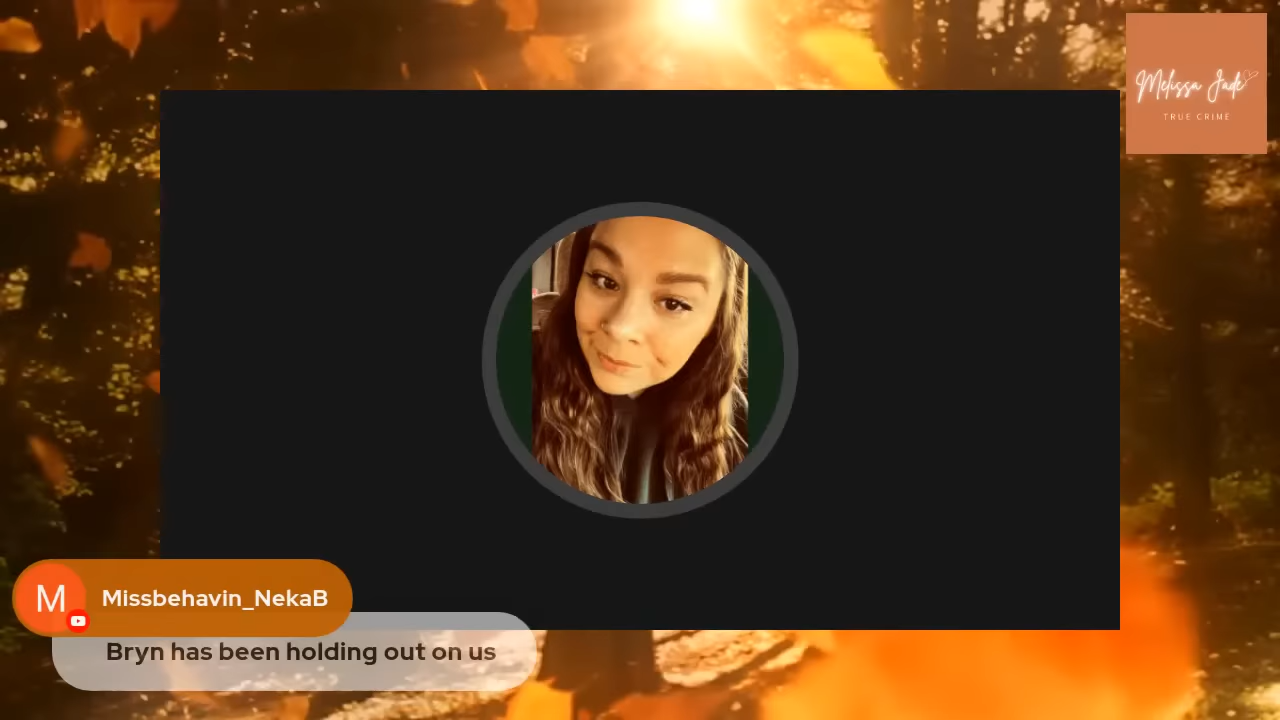 Melissa Jade
TRUE CRIME
M
Missbehavin_NekaB
Bryn has been holding out on us